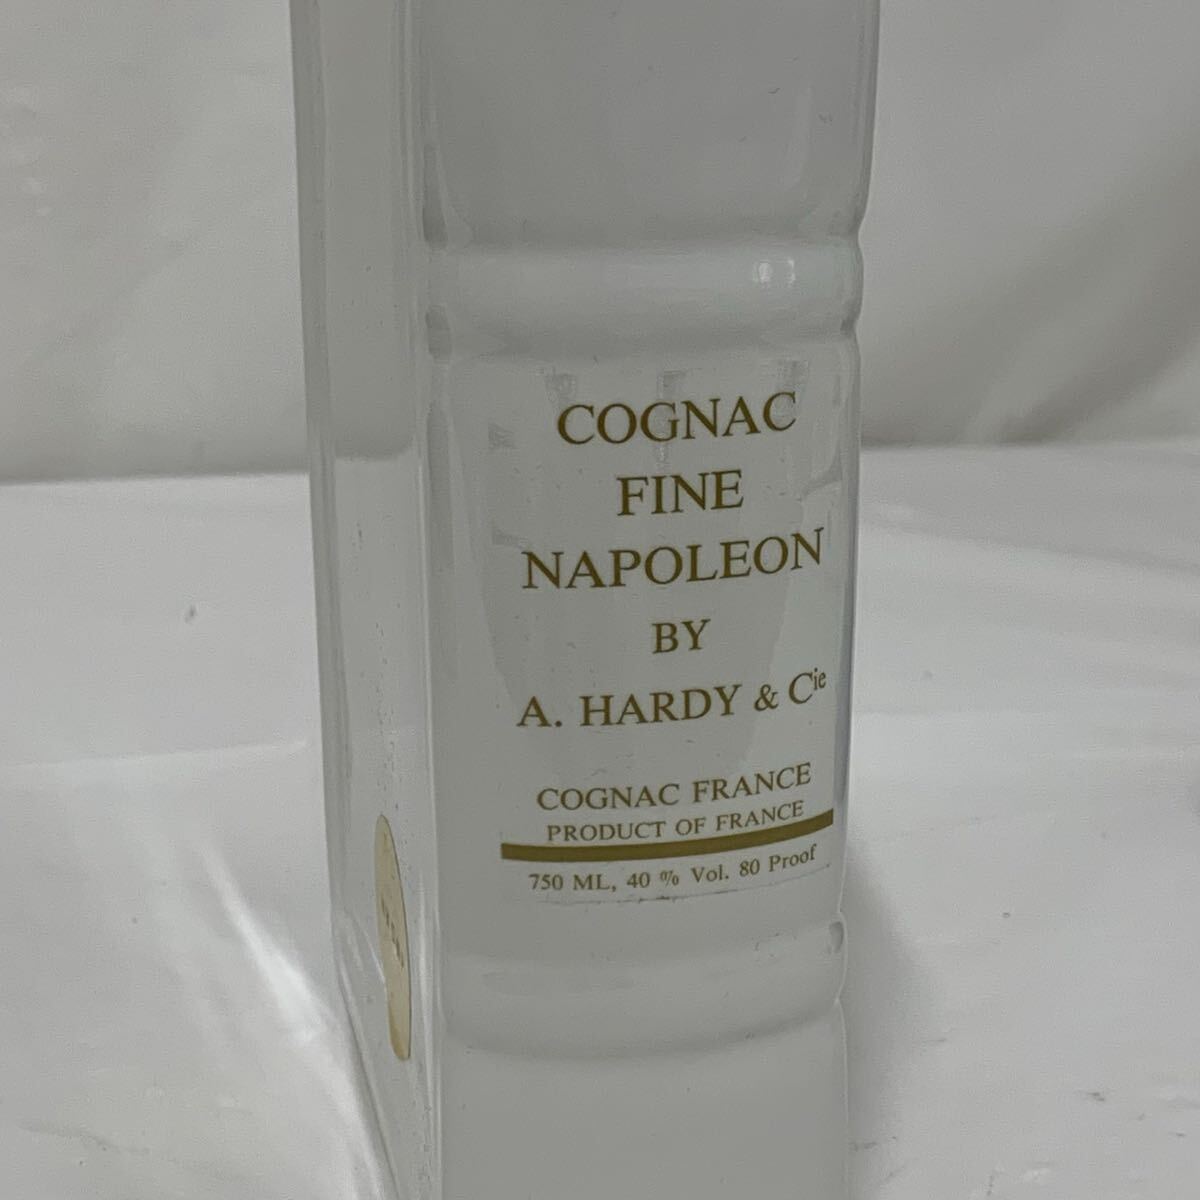 COGNAC
FINE
NAPOLEON
BY
A. HARDY & Cie
COGNAC FRANCE
PRODUCT OF FRANCE
750 ML, 40 % Vol. 80 Proof